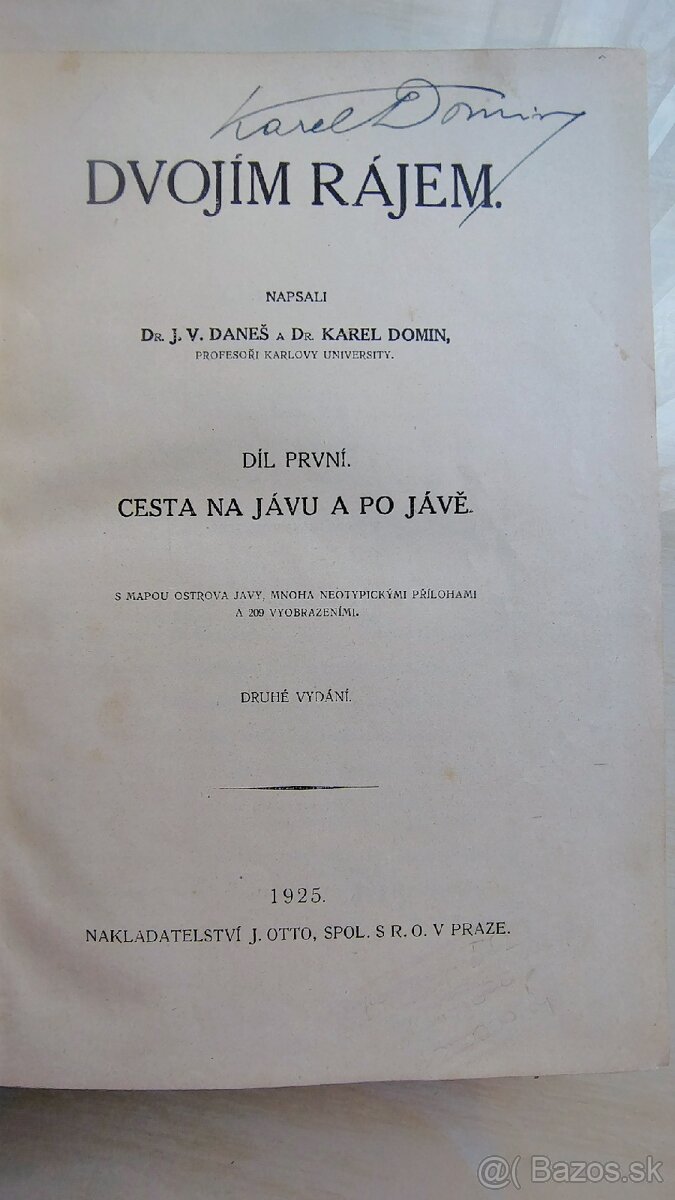 Karel Domin
DVOJÍM RÁJEM.
NAPSALI
DR. J. V. DANEŠ A DR. KAREL DOMIN,
PROFESOŘI KARLOVY UNIVERSITY.
DÍL PRVNÍ.
CESTA NA JÁVU A PO JÁVĚ.
S MAPOU OSTROVA JAVY, MNOHA NEOTYPICKÝMI PŘÍLOHAMI
A 209 VYOBRAZENÍMI.
DRUHÉ VYDÁNÍ.
1925.
NAKLADATELSTVÍ J. OTTO, SPOL. S R. O. V PRAZE.
@( Bazos.sk